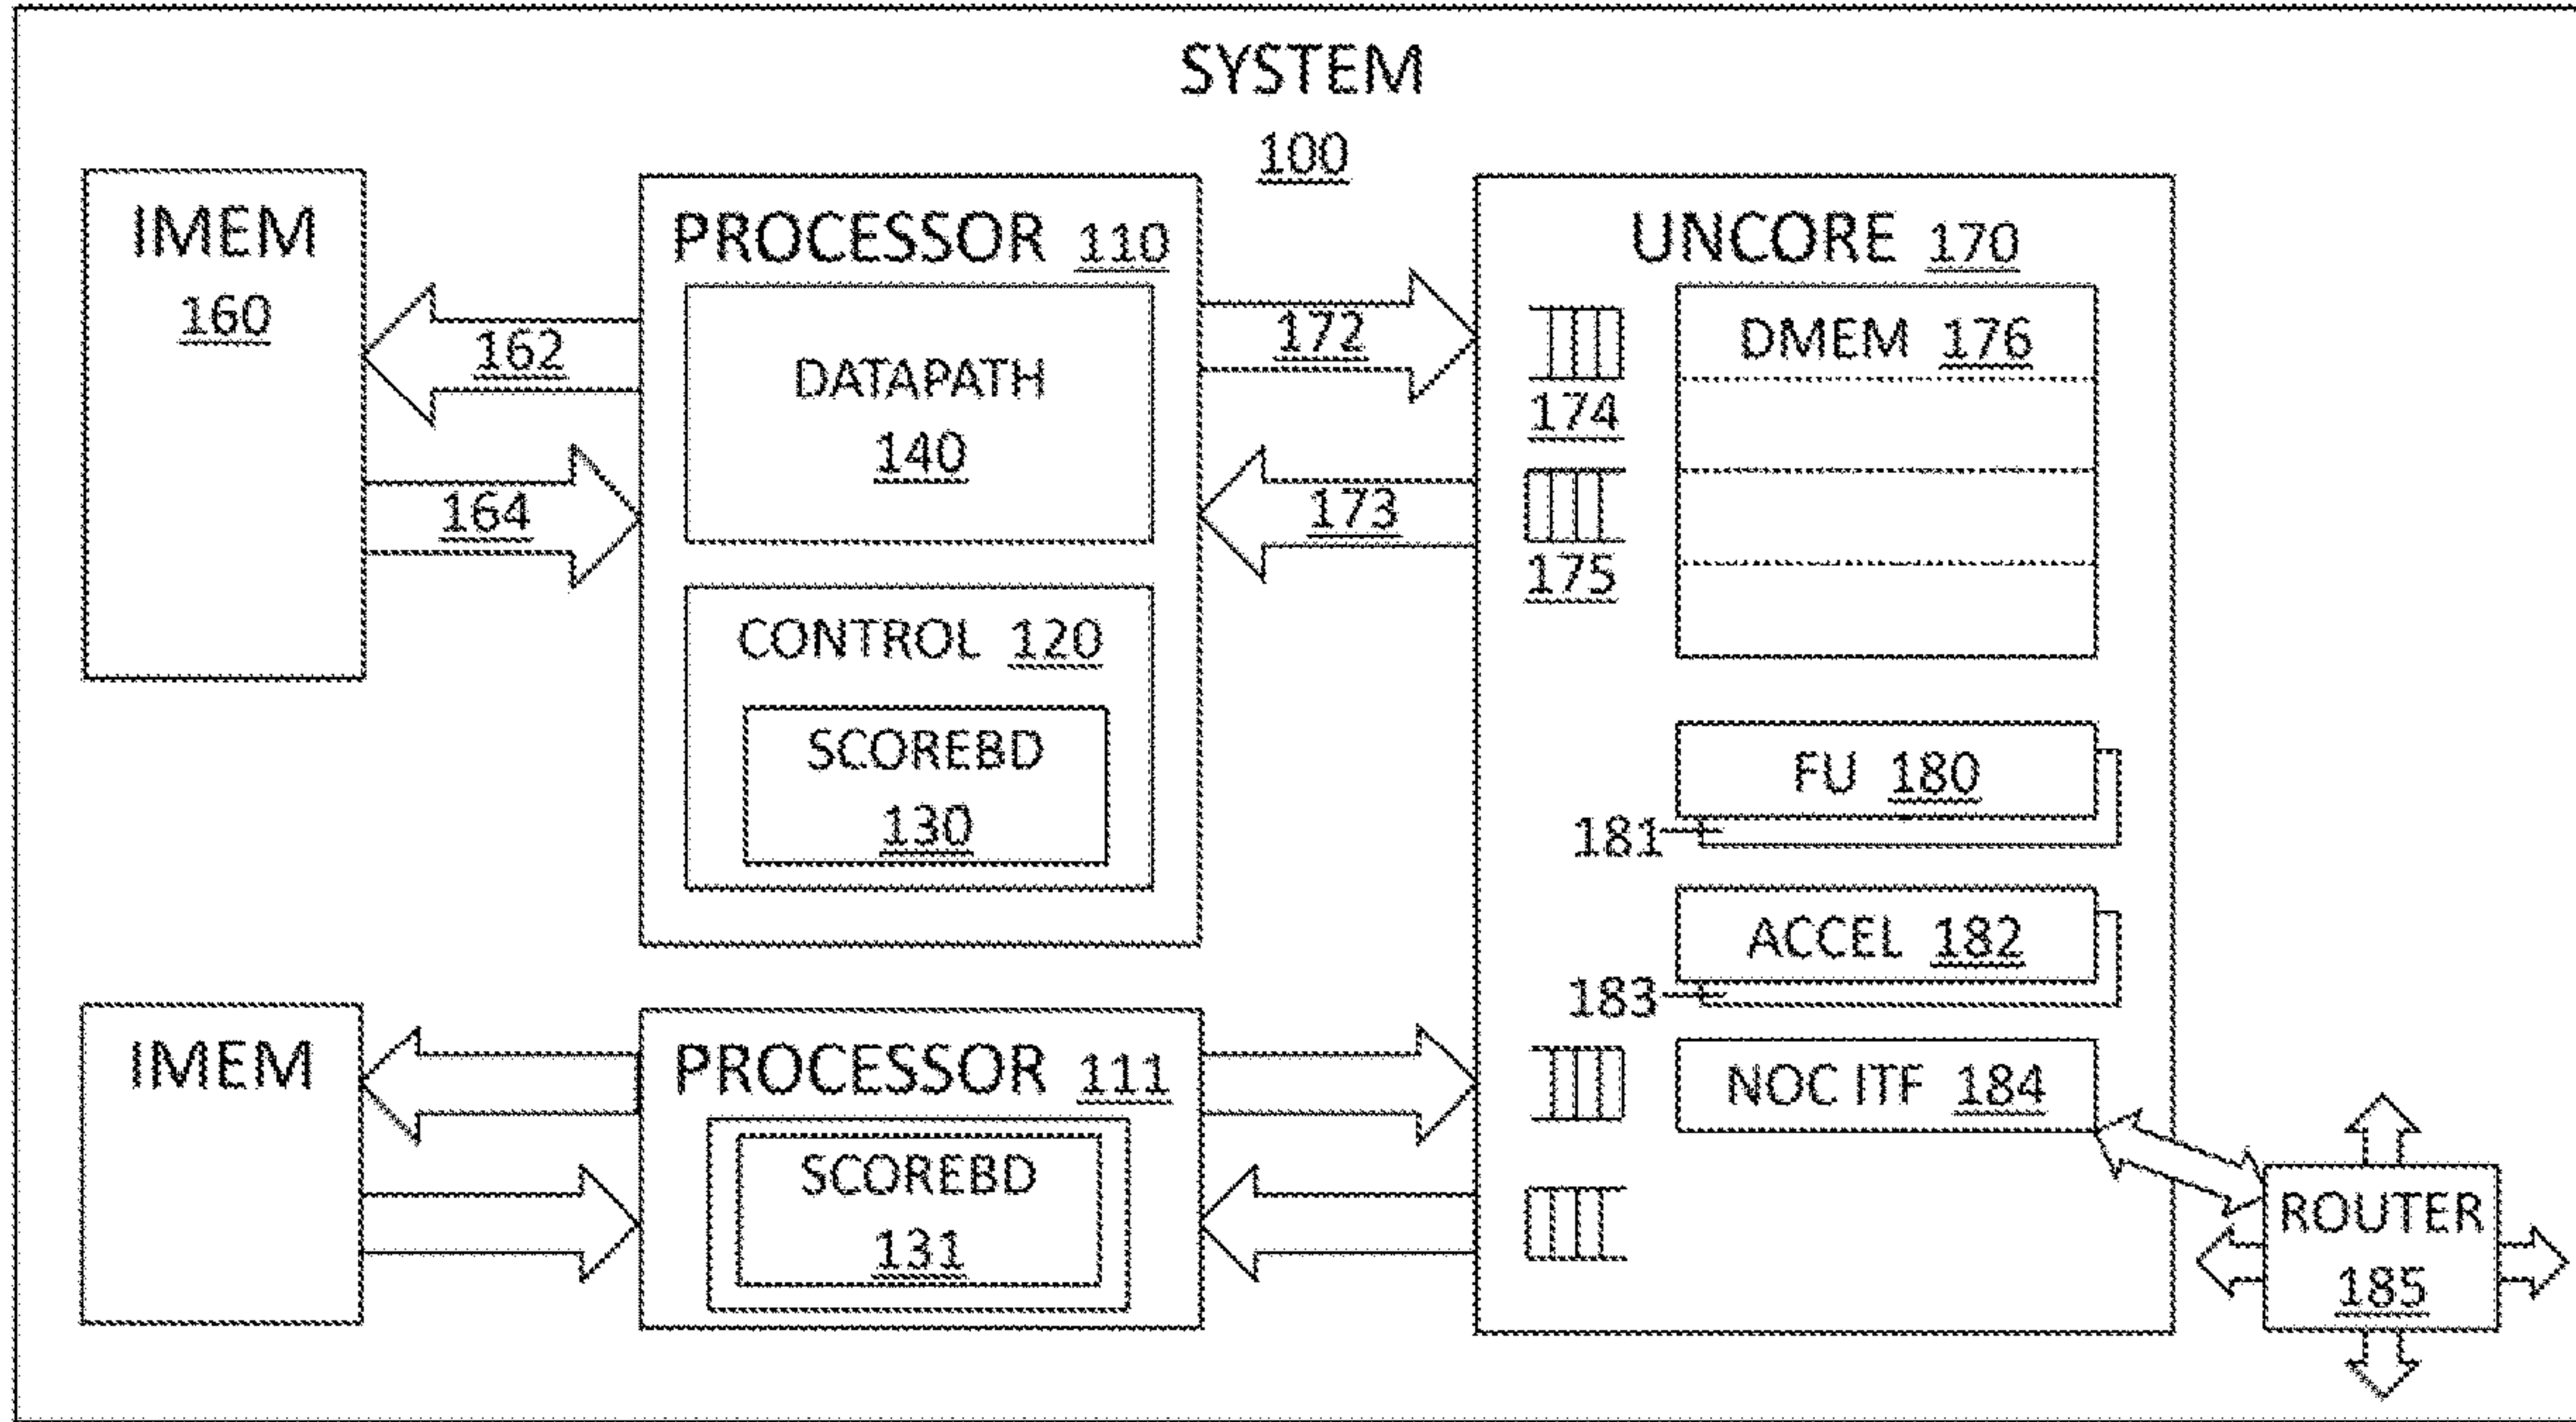 SYSTEM
100
IMEM
160
162
164
PROCESSOR 110
DATAPATH
140
CONTROL 120
SCOREBD
130
172
173
UNCORE 170
174
175
DMEM 176
FU 180
181
ACCEL 182
183
NOC ITF 184
IMEM
PROCESSOR 111
SCOREBD
131
ROUTER
185